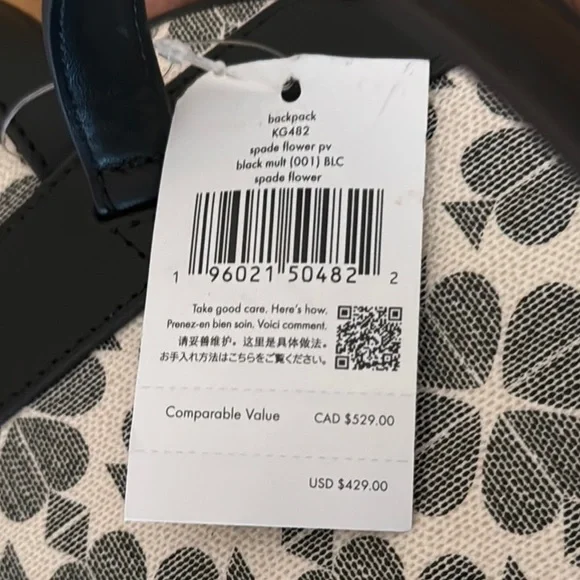 backpack
KG482
spade flower pv
black mult (001) BLC
spade flower
1 96021 50482 2
Take good care. Here's how.
Prenez-en bien soin. Voici comment.
请妥善维护。这里是具体做法。
お手入れ方法はこちらをご覧ください。
Comparable Value CAD $529.00
USD $429.00